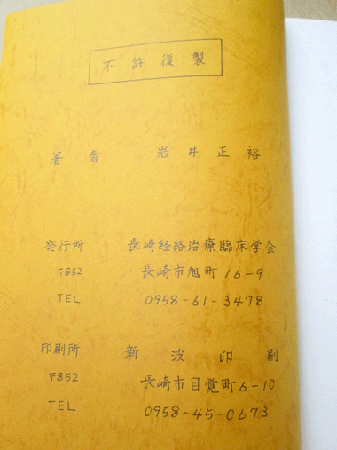 不許復製
著者 岩井正裕
発行所 長崎経絡治療臨床学会
〒852 長崎市旭町16-9
TEL 0958-61-3478
印刷所 新波印刷
〒852 長崎市目覚町6-10
TEL 0958-45-0673